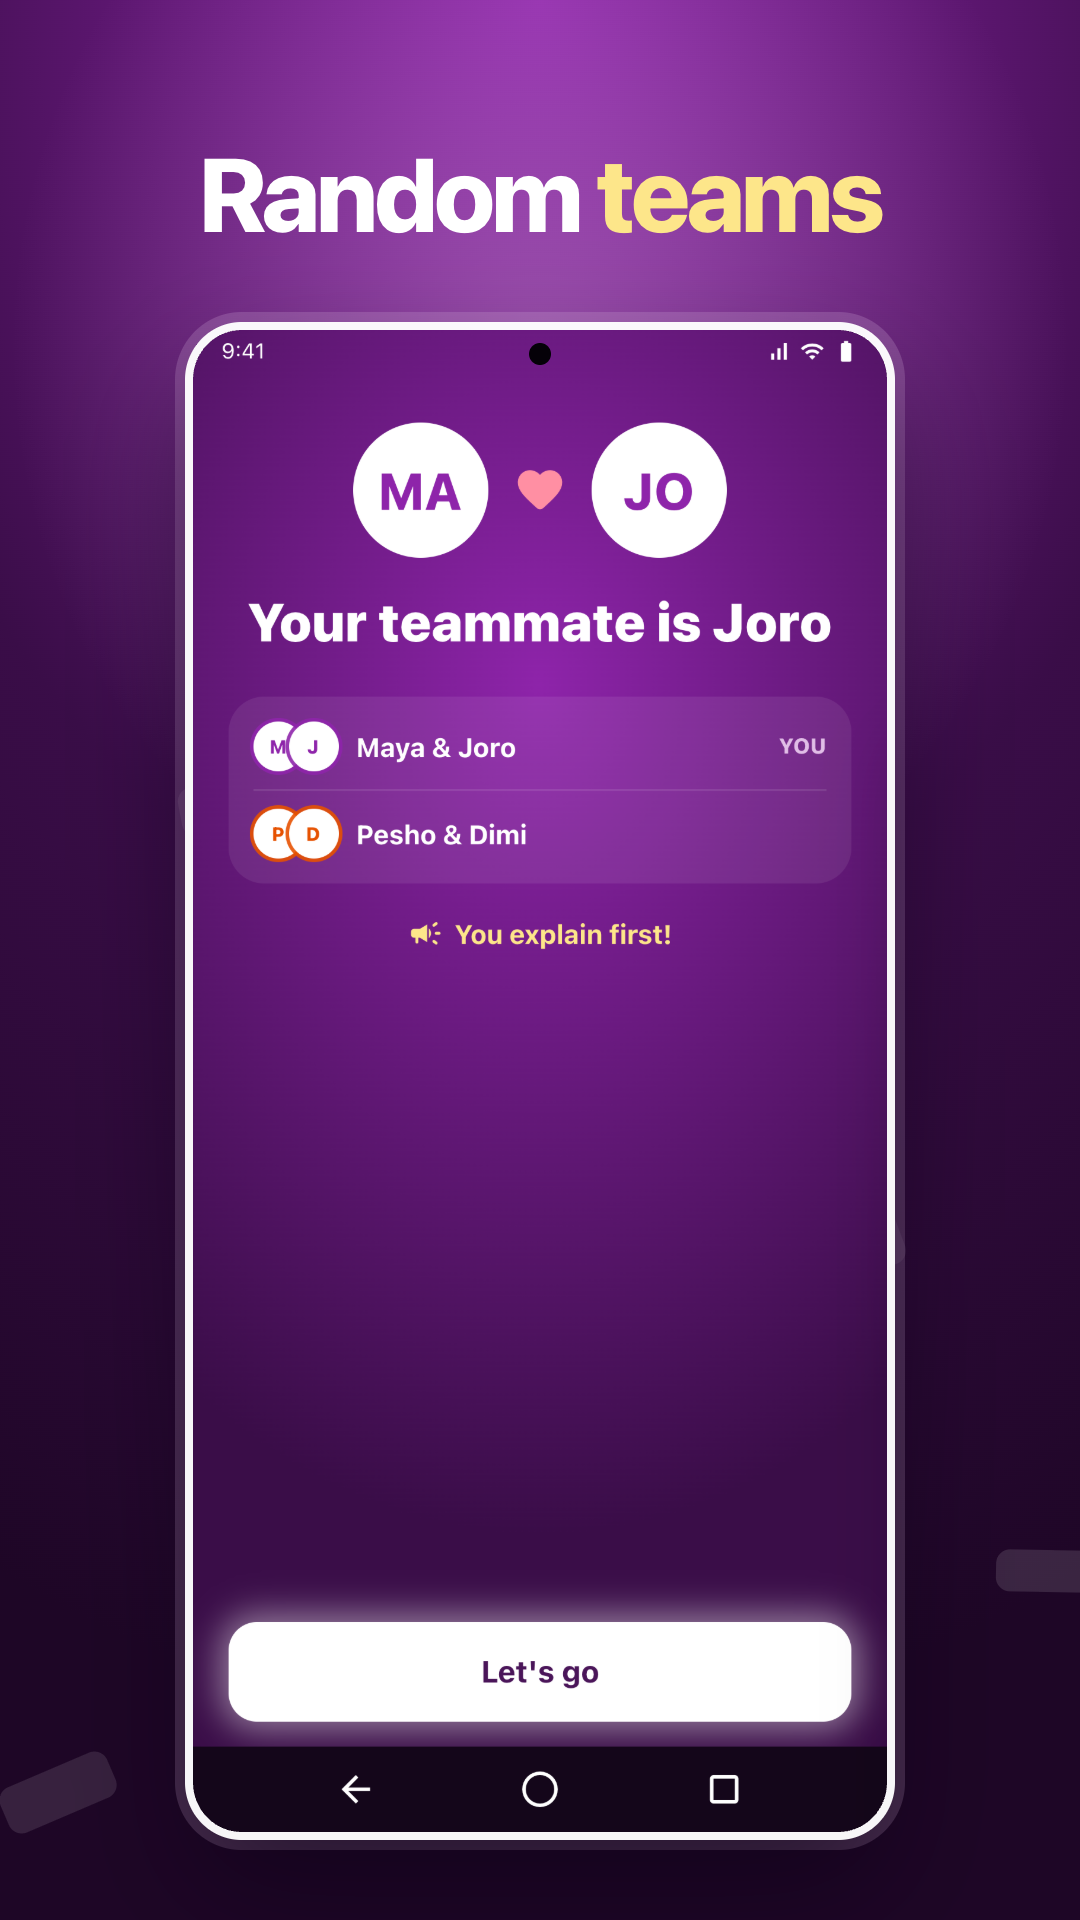 Random teams
9:41
MA JO
Your teammate is Joro
M J Maya & Joro YOU
P D Pesho & Dimi
You explain first!
Let's go